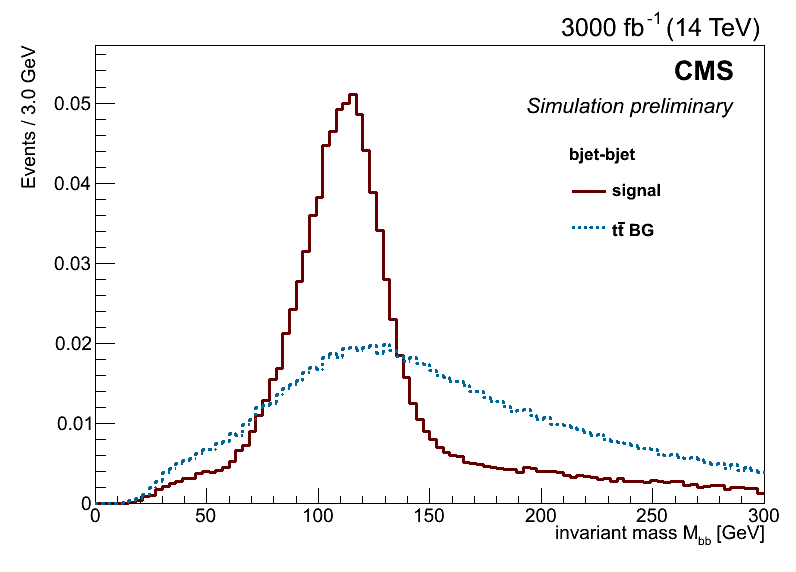 3000 fb⁻¹ (14 TeV)
CMS
Simulation preliminary
bjet-bjet
signal
tt̄ BG
Events / 3.0 GeV
0.05
0.04
0.03
0.02
0.01
0
0 50 100 150 200 250 300
invariant mass M_bb [GeV]